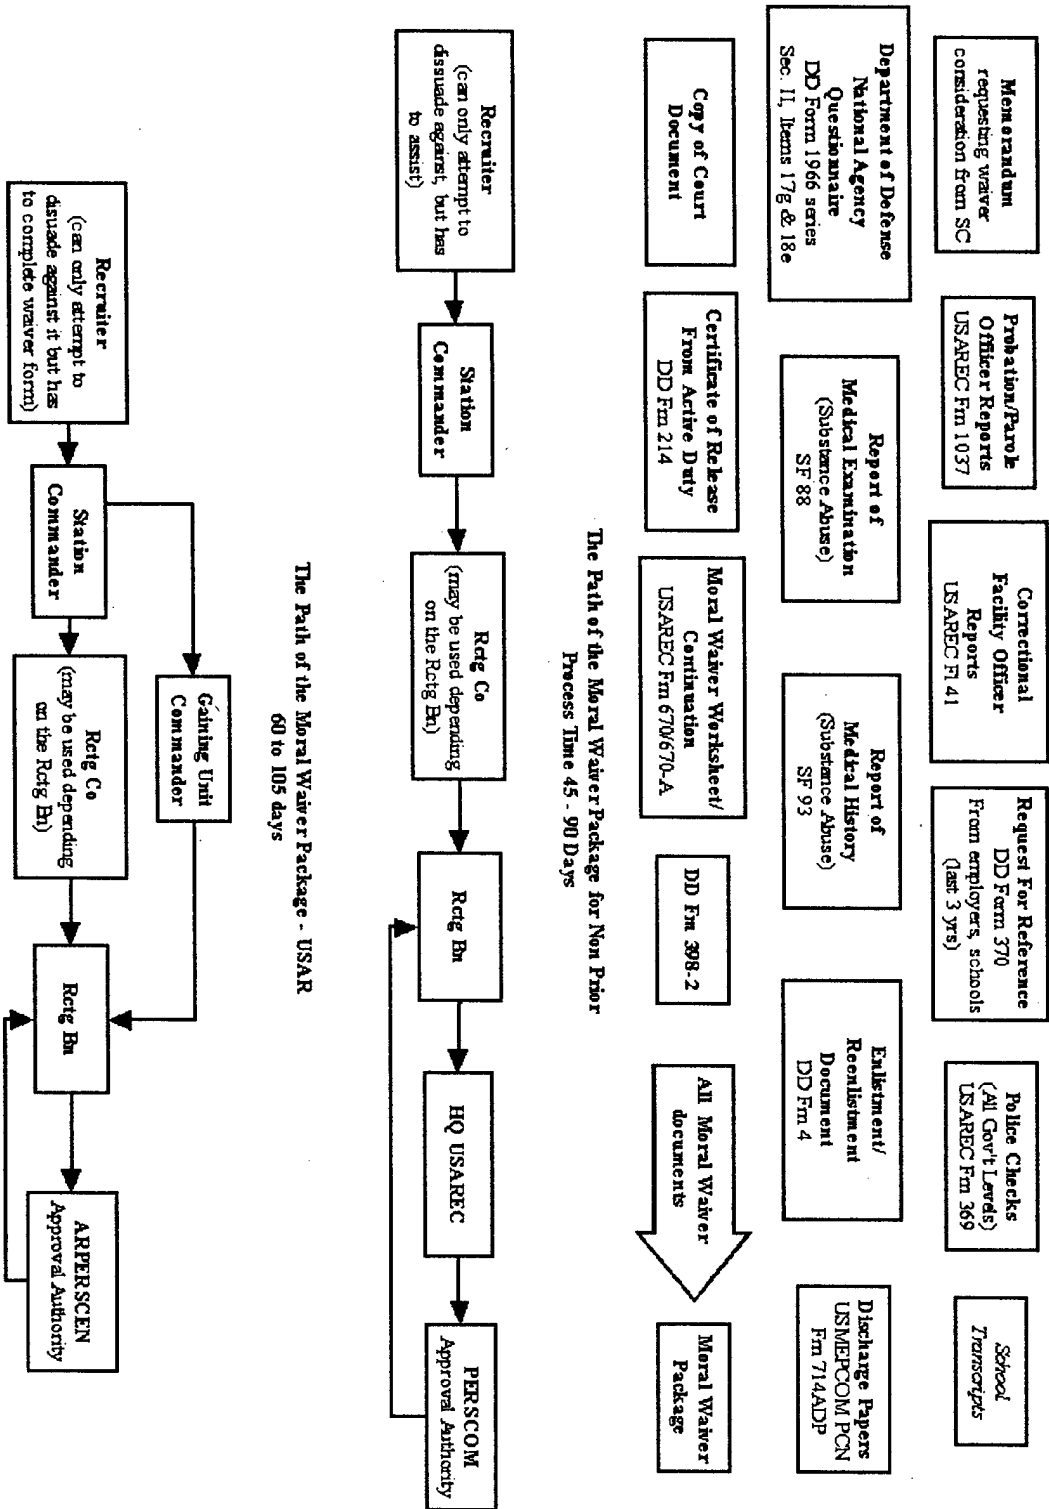 Memorandum
requesting waiver
consideration from SC
Probation/Parole
Officer Reports
USAREC Fm 1037
Correctional
Facility Officer
Reports
USAREC Fl 41
Request For Reference
DD Form 370
From employers, schools
(last 3 yrs)
Police Checks
(All Gov't Levels)
USAREC Fm 369
School
Transcripts
Department of Defense
National Agency
Questionnaire
DD Form 1966 series
Sec. II, Items 17g & 18e
Report of
Medical Examination
(Substance Abuse)
SF 88
Report of
Medical History
(Substance Abuse)
SF 93
Enlistment/
Reenlistment
Document
DD Fm 4
Discharge Papers
USMEPCOM PCN
Fm 714ADP
Copy of Court
Document
Certificate of Release
From Active Duty
DD Fm 214
Moral Waiver Worksheet/
Continuation
USAREC Fm 670/670-A
DD Fm 398-2
All Moral Waiver
documents
Moral Waiver
Package
The Path of the Moral Waiver Package for Non Prior
Process Time 45 - 90 Days
Recruiter
(can only attempt to
dissuade against, but has
to assist)
Station
Commander
Rctg Co
(may be used depending
on the Rctg Bn)
Rctg Bn
HQ USAREC
PERSCOM
Approval Authority
The Path of the Moral Waiver Package - USAR
60 to 105 days
Recruiter
(can only attempt to
disuade against it but has
to complete waiver form)
Station
Commander
Gaining Unit
Commander
Rctg Co
(may be used depending
on the Rctg Bn)
Rctg Bn
ARPERSCEN
Approval Authority